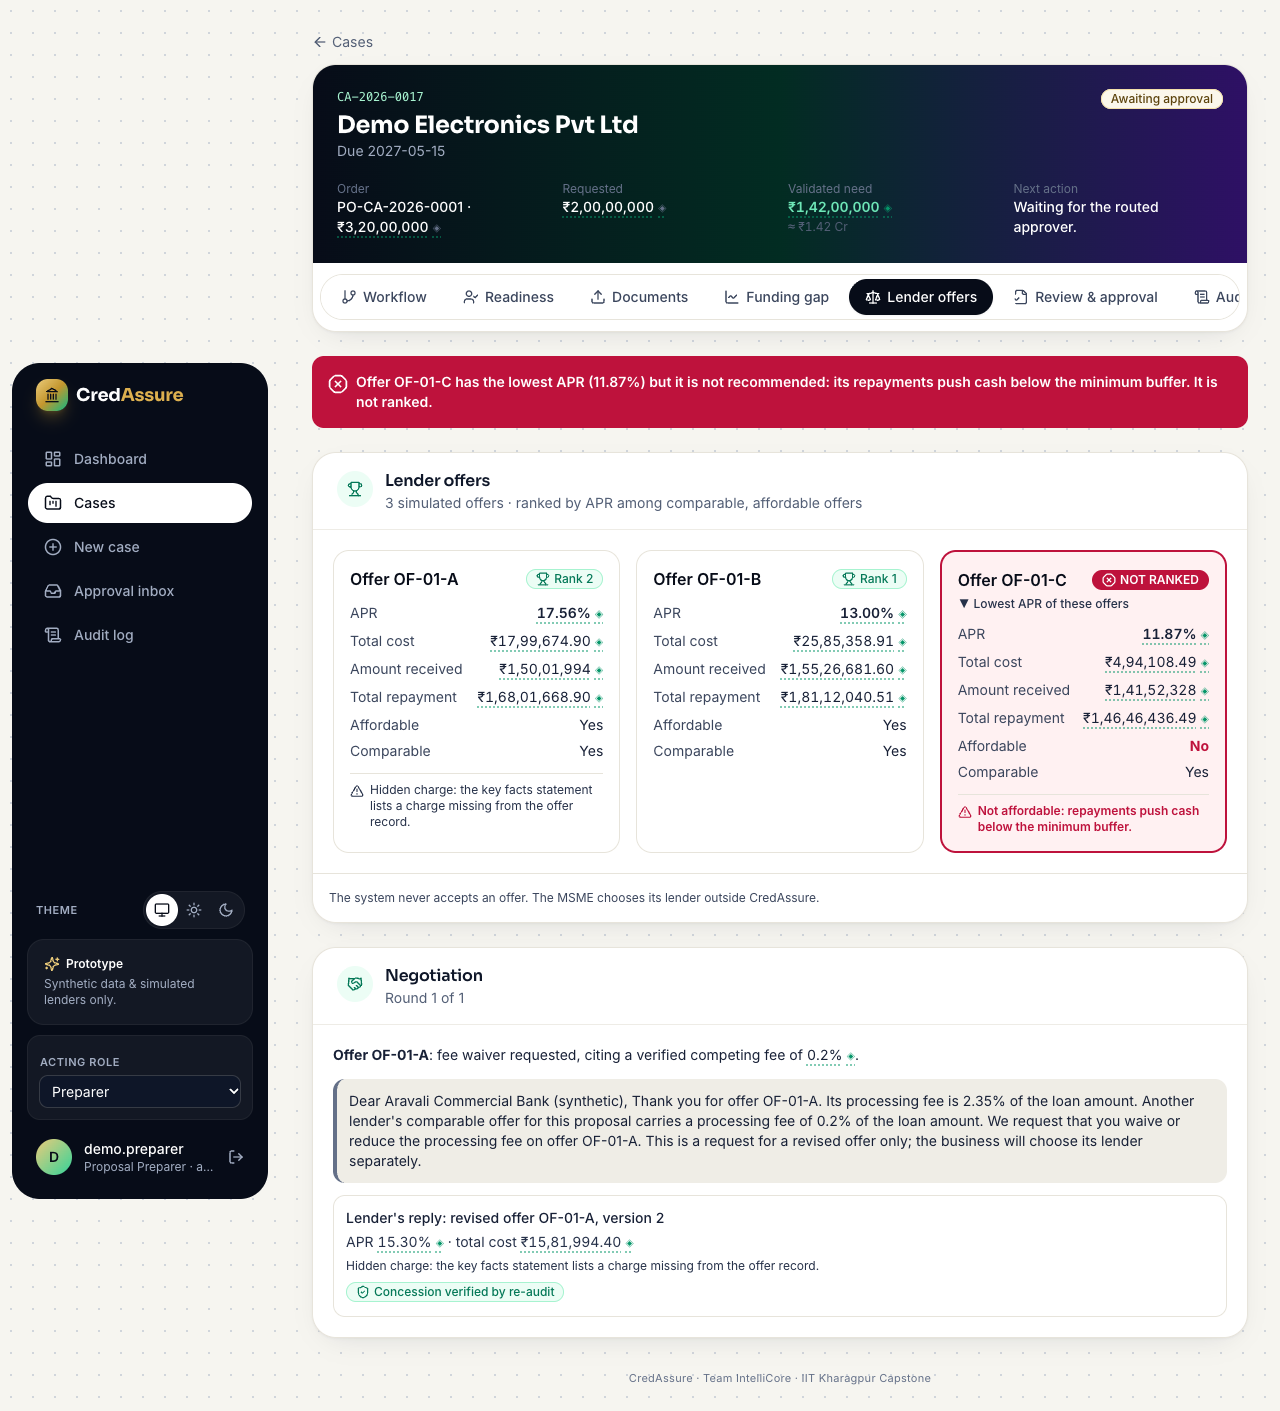 Cases
CA-2026-0017
Awaiting approval
Demo Electronics Pvt Ltd
Due 2027-05-15
Order
PO-CA-2026-0001 ·
₹3,20,00,000
Requested
₹2,00,00,000
Validated need
₹1,42,00,000
≈ ₹1.42 Cr
Next action
Waiting for the routed
approver.
Workflow
Readiness
Documents
Funding gap
Lender offers
Review & approval
Auc
CredAssure
Dashboard
Cases
New case
Approval inbox
Audit log
THEME
Prototype
Synthetic data & simulated
lenders only.
ACTING ROLE
Preparer
D
demo.preparer
Proposal Preparer · a...
Offer OF-01-C has the lowest APR (11.87%) but it is not recommended: its repayments push cash below the minimum buffer. It is
not ranked.
Lender offers
3 simulated offers · ranked by APR among comparable, affordable offers
Offer OF-01-A
Rank 2
APR 17.56%
Total cost ₹17,99,674.90
Amount received ₹1,50,01,994
Total repayment ₹1,68,01,668.90
Affordable Yes
Comparable Yes
Hidden charge: the key facts statement
lists a charge missing from the offer
record.
Offer OF-01-B
Rank 1
APR 13.00%
Total cost ₹25,85,358.91
Amount received ₹1,55,26,681.60
Total repayment ₹1,81,12,040.51
Affordable Yes
Comparable Yes
Offer OF-01-C
NOT RANKED
▼ Lowest APR of these offers
APR 11.87%
Total cost ₹4,94,108.49
Amount received ₹1,41,52,328
Total repayment ₹1,46,46,436.49
Affordable No
Comparable Yes
Not affordable: repayments push cash
below the minimum buffer.
The system never accepts an offer. The MSME chooses its lender outside CredAssure.
Negotiation
Round 1 of 1
Offer OF-01-A: fee waiver requested, citing a verified competing fee of 0.2%.
Dear Aravali Commercial Bank (synthetic), Thank you for offer OF-01-A. Its processing fee is 2.35% of the loan amount. Another
lender's comparable offer for this proposal carries a processing fee of 0.2% of the loan amount. We request that you waive or
reduce the processing fee on offer OF-01-A. This is a request for a revised offer only; the business will choose its lender
separately.
Lender's reply: revised offer OF-01-A, version 2
APR 15.30% · total cost ₹15,81,994.40
Hidden charge: the key facts statement lists a charge missing from the offer record.
Concession verified by re-audit
CredAssure · Team IntelliCore · IIT Kharagpur Capstone